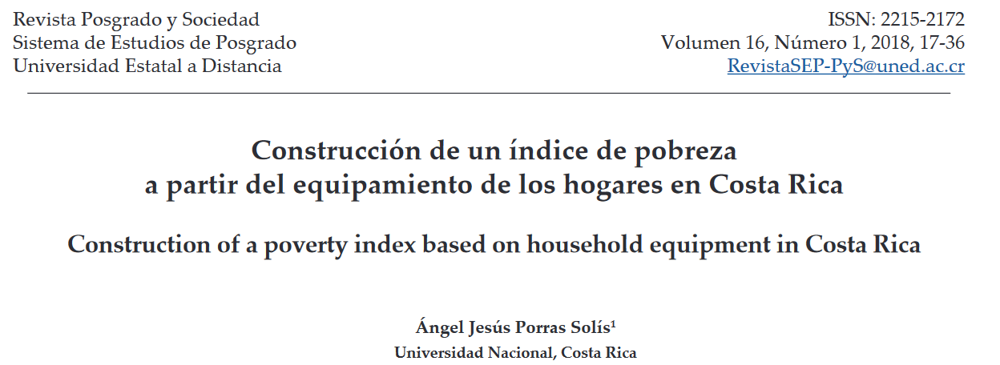 Revista Posgrado y Sociedad
Sistema de Estudios de Posgrado
Universidad Estatal a Distancia
ISSN: 2215-2172
Volumen 16, Número 1, 2018, 17-36
RevistaSEP-PyS@uned.ac.cr
Construcción de un índice de pobreza
a partir del equipamiento de los hogares en Costa Rica
Construction of a poverty index based on household equipment in Costa Rica
Ángel Jesús Porras Solís¹
Universidad Nacional, Costa Rica